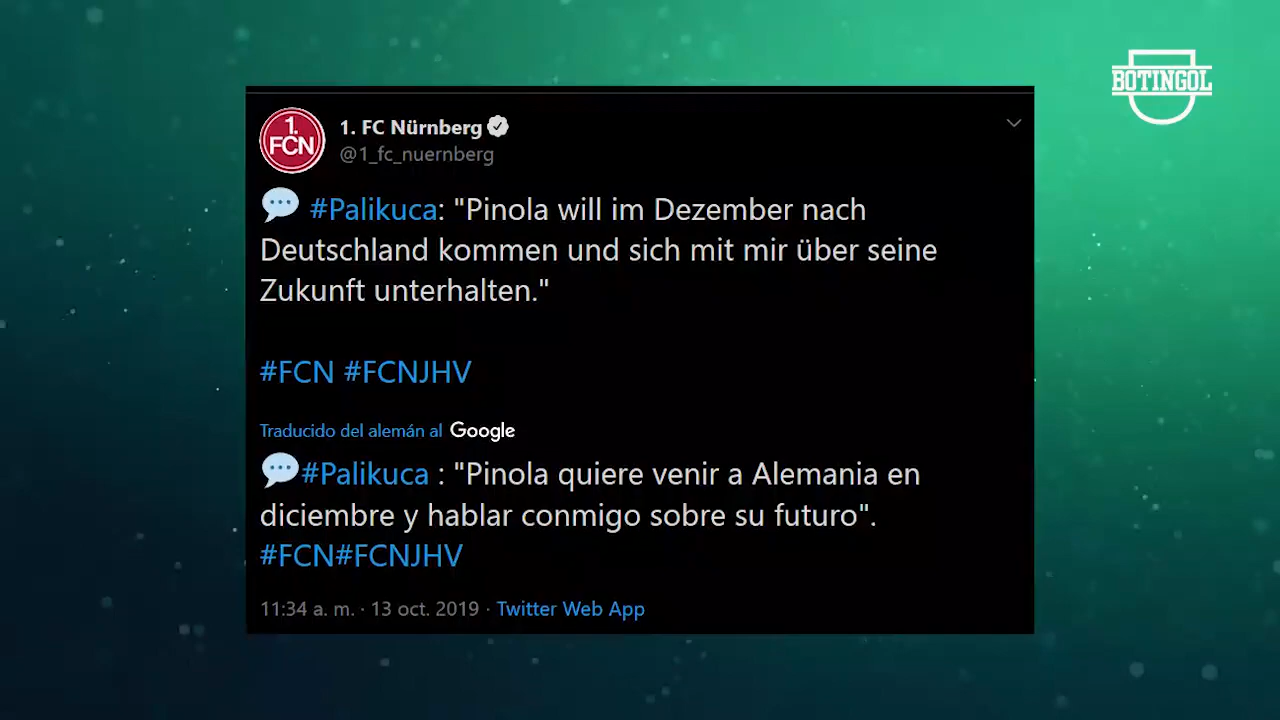 BOTINGOL
1.
FCN
1. FC Nürnberg
@1_fc_nuernberg
#Palikuca: "Pinola will im Dezember nach
Deutschland kommen und sich mit mir über seine
Zukunft unterhalten."
#FCN #FCNJHV
Traducido del alemán al Google
#Palikuca : "Pinola quiere venir a Alemania en
diciembre y hablar conmigo sobre su futuro".
#FCN#FCNJHV
11:34 a. m. · 13 oct. 2019 · Twitter Web App